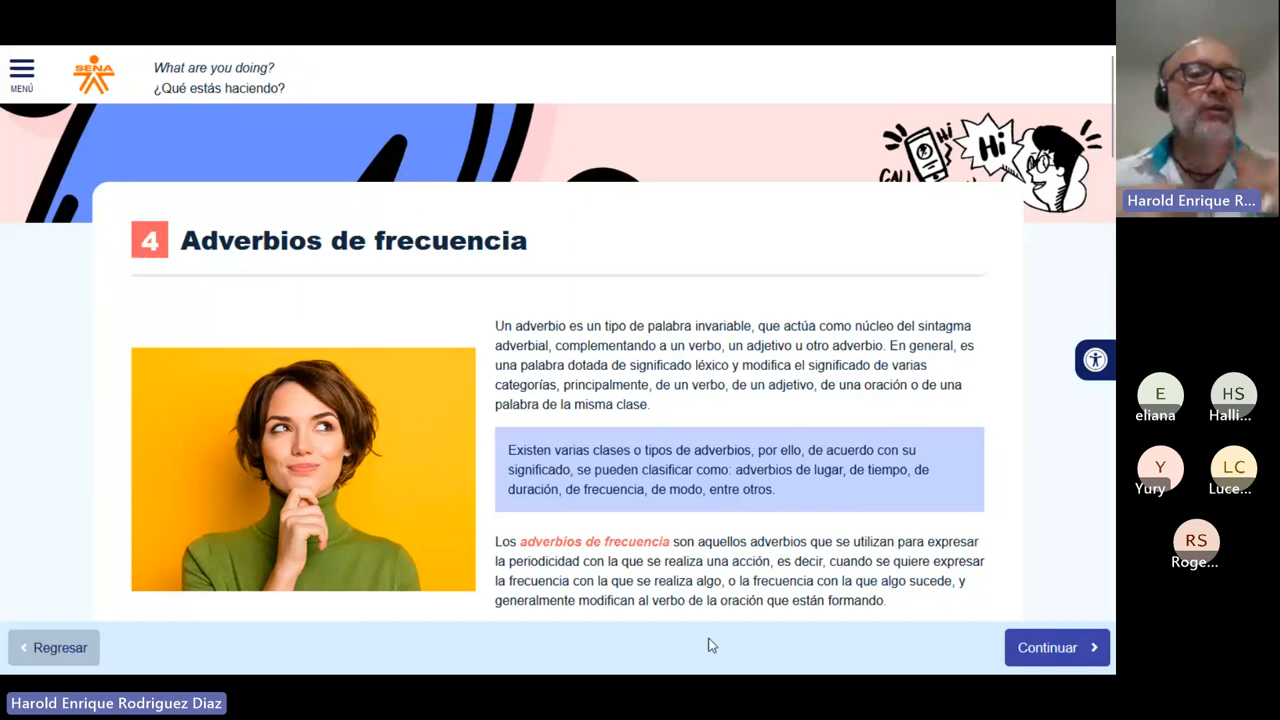 What are you doing?
MENÚ
SENA
¿Qué estás haciendo?
HI
Hi
CALL
4 Adverbios de frecuencia
Un adverbio es un tipo de palabra invariable, que actúa como núcleo del sintagma
adverbial, complementando a un verbo, un adjetivo u otro adverbio. En general, es
una palabra dotada de significado léxico y modifica el significado de varias
categorías, principalmente, de un verbo, de un adjetivo, de una oración o de una
palabra de la misma clase.
Existen varias clases o tipos de adverbios, por ello, de acuerdo con su
significado, se pueden clasificar como: adverbios de lugar, de tiempo, de
duración, de frecuencia, de modo, entre otros.
Los adverbios de frecuencia son aquellos adverbios que se utilizan para expresar
la periodicidad con la que se realiza una acción, es decir, cuando se quiere expresar
la frecuencia con la que se realiza algo, o la frecuencia con la que algo sucede, y
generalmente modifican al verbo de la oración que están formando.
Regresar
Continuar
Harold Enrique Rodriguez Diaz
Harold Enrique R...
E
eliana
HS
Halli...
Y
Yury
LC
Luce...
RS
Roge...